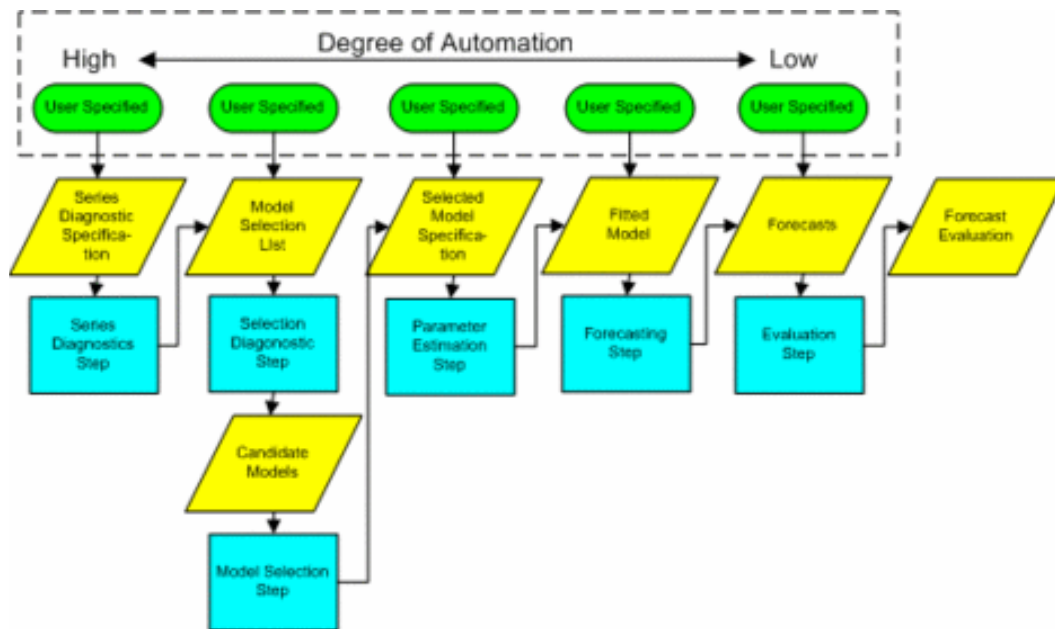 Degree of Automation
High
Low
User Specified
User Specified
User Specified
User Specified
User Specified
Series
Diagnostic
Specifica-
tion
Model
Selection
List
Selected
Model
Specifica-
tion
Fitted
Model
Forecasts
Forecast
Evaluation
Series
Diagnostics
Step
Selection
Diagonostic
Step
Parameter
Estimation
Step
Forecasting
Step
Evaluation
Step
Candidate
Models
Model Selection
Step